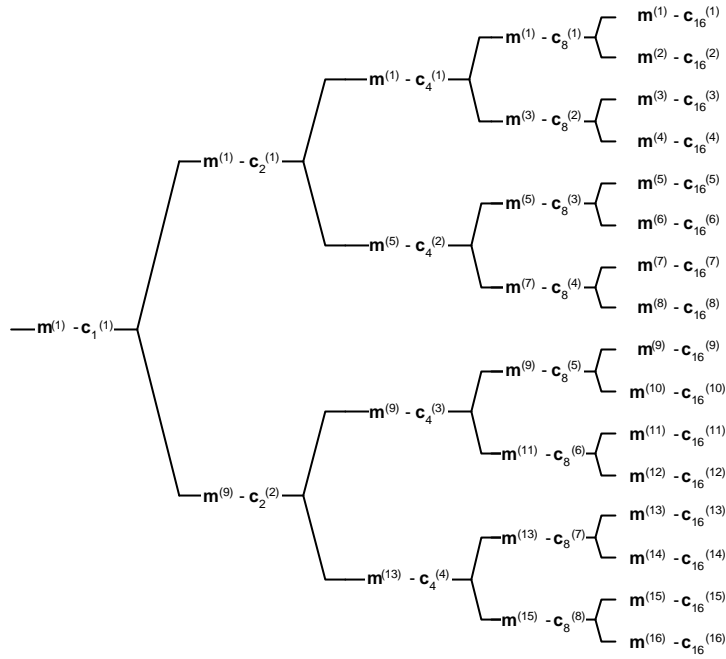 m⁽¹⁾ - c₁₆⁽¹⁾
m⁽¹⁾ - c₈⁽¹⁾
m⁽²⁾ - c₁₆⁽²⁾
m⁽¹⁾ - c₄⁽¹⁾
m⁽³⁾ - c₁₆⁽³⁾
m⁽³⁾ - c₈⁽²⁾
m⁽⁴⁾ - c₁₆⁽⁴⁾
m⁽¹⁾ - c₂⁽¹⁾
m⁽⁵⁾ - c₁₆⁽⁵⁾
m⁽⁵⁾ - c₈⁽³⁾
m⁽⁶⁾ - c₁₆⁽⁶⁾
m⁽⁵⁾ - c₄⁽²⁾
m⁽⁷⁾ - c₁₆⁽⁷⁾
m⁽⁷⁾ - c₈⁽⁴⁾
m⁽⁸⁾ - c₁₆⁽⁸⁾
m⁽¹⁾ - c₁⁽¹⁾
m⁽⁹⁾ - c₁₆⁽⁹⁾
m⁽⁹⁾ - c₈⁽⁵⁾
m⁽¹⁰⁾ - c₁₆⁽¹⁰⁾
m⁽⁹⁾ - c₄⁽³⁾
m⁽¹¹⁾ - c₁₆⁽¹¹⁾
m⁽¹¹⁾ - c₈⁽⁶⁾
m⁽¹²⁾ - c₁₆⁽¹²⁾
m⁽⁹⁾ - c₂⁽²⁾
m⁽¹³⁾ - c₁₆⁽¹³⁾
m⁽¹³⁾ - c₈⁽⁷⁾
m⁽¹⁴⁾ - c₁₆⁽¹⁴⁾
m⁽¹³⁾ - c₄⁽⁴⁾
m⁽¹⁵⁾ - c₁₆⁽¹⁵⁾
m⁽¹⁵⁾ - c₈⁽⁸⁾
m⁽¹⁶⁾ - c₁₆⁽¹⁶⁾